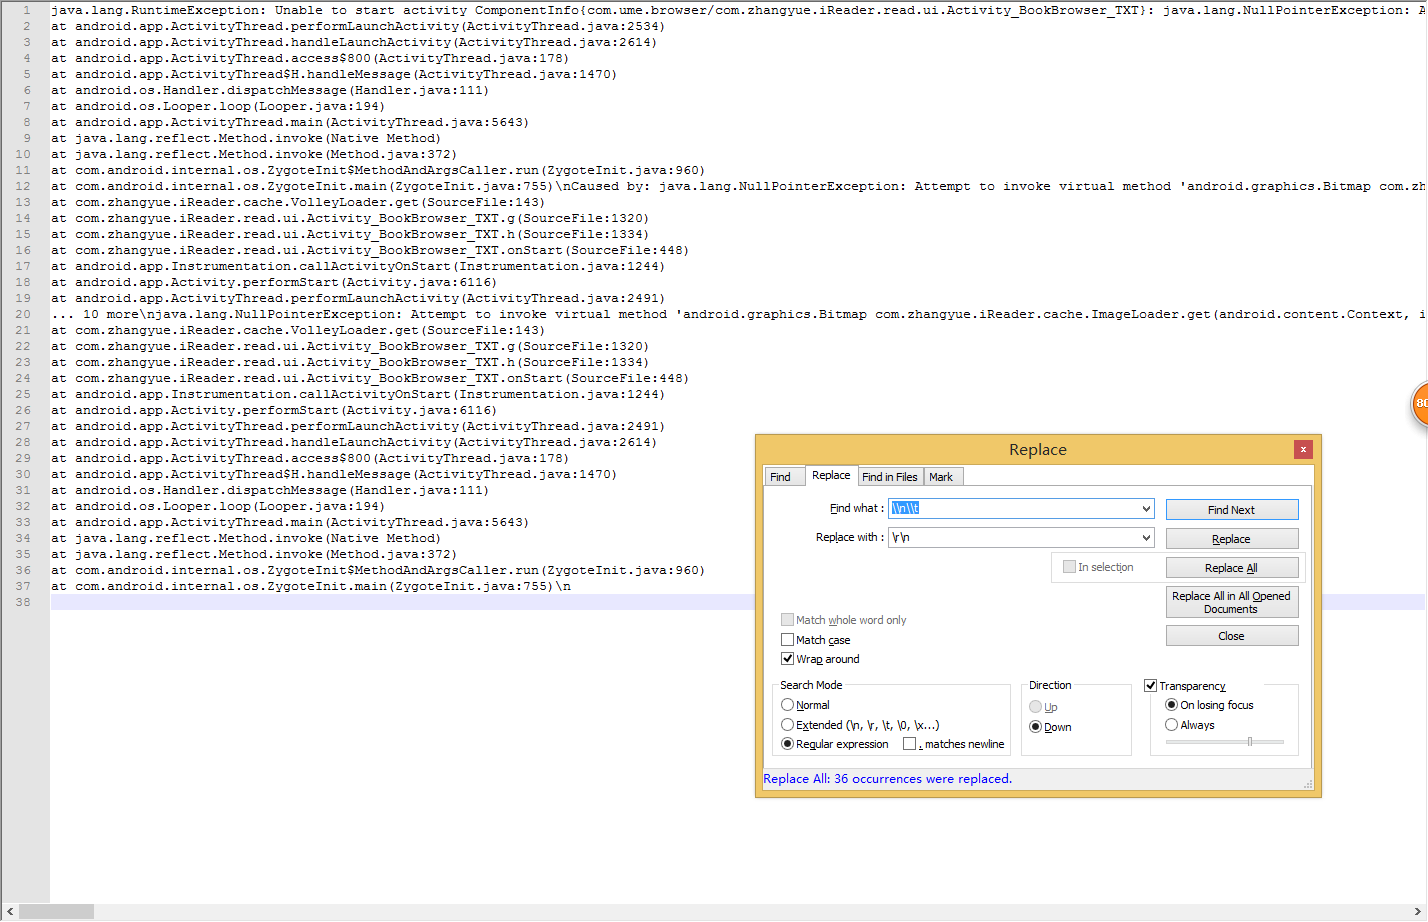 1 java.lang.RuntimeException: Unable to start activity ComponentInfo{com.ume.browser/com.zhangyue.iReader.read.ui.Activity_BookBrowser_TXT}: java.lang.NullPointerException: A
2 at android.app.ActivityThread.performLaunchActivity(ActivityThread.java:2534)
3 at android.app.ActivityThread.handleLaunchActivity(ActivityThread.java:2614)
4 at android.app.ActivityThread.access$800(ActivityThread.java:178)
5 at android.app.ActivityThread$H.handleMessage(ActivityThread.java:1470)
6 at android.os.Handler.dispatchMessage(Handler.java:111)
7 at android.os.Looper.loop(Looper.java:194)
8 at android.app.ActivityThread.main(ActivityThread.java:5643)
9 at java.lang.reflect.Method.invoke(Native Method)
10 at java.lang.reflect.Method.invoke(Method.java:372)
11 at com.android.internal.os.ZygoteInit$MethodAndArgsCaller.run(ZygoteInit.java:960)
12 at com.android.internal.os.ZygoteInit.main(ZygoteInit.java:755)\nCaused by: java.lang.NullPointerException: Attempt to invoke virtual method 'android.graphics.Bitmap com.zh
13 at com.zhangyue.iReader.cache.VolleyLoader.get(SourceFile:143)
14 at com.zhangyue.iReader.read.ui.Activity_BookBrowser_TXT.g(SourceFile:1320)
15 at com.zhangyue.iReader.read.ui.Activity_BookBrowser_TXT.h(SourceFile:1334)
16 at com.zhangyue.iReader.read.ui.Activity_BookBrowser_TXT.onStart(SourceFile:448)
17 at android.app.Instrumentation.callActivityOnStart(Instrumentation.java:1244)
18 at android.app.Activity.performStart(Activity.java:6116)
19 at android.app.ActivityThread.performLaunchActivity(ActivityThread.java:2491)
20 ... 10 more\njava.lang.NullPointerException: Attempt to invoke virtual method 'android.graphics.Bitmap com.zhangyue.iReader.cache.ImageLoader.get(android.content.Context, i
21 at com.zhangyue.iReader.cache.VolleyLoader.get(SourceFile:143)
22 at com.zhangyue.iReader.read.ui.Activity_BookBrowser_TXT.g(SourceFile:1320)
23 at com.zhangyue.iReader.read.ui.Activity_BookBrowser_TXT.h(SourceFile:1334)
24 at com.zhangyue.iReader.read.ui.Activity_BookBrowser_TXT.onStart(SourceFile:448)
25 at android.app.Instrumentation.callActivityOnStart(Instrumentation.java:1244)
26 at android.app.Activity.performStart(Activity.java:6116)
27 at android.app.ActivityThread.performLaunchActivity(ActivityThread.java:2491)
28 at android.app.ActivityThread.handleLaunchActivity(ActivityThread.java:2614)
29 at android.app.ActivityThread.access$800(ActivityThread.java:178)
30 at android.app.ActivityThread$H.handleMessage(ActivityThread.java:1470)
31 at android.os.Handler.dispatchMessage(Handler.java:111)
32 at android.os.Looper.loop(Looper.java:194)
33 at android.app.ActivityThread.main(ActivityThread.java:5643)
34 at java.lang.reflect.Method.invoke(Native Method)
35 at java.lang.reflect.Method.invoke(Method.java:372)
36 at com.android.internal.os.ZygoteInit$MethodAndArgsCaller.run(ZygoteInit.java:960)
37 at com.android.internal.os.ZygoteInit.main(ZygoteInit.java:755)\n
38
Replace
x
Find Replace Find in Files Mark
Find what : \\n\\t Find Next
Replace with : \r\n Replace
In selection Replace All
Replace All in All Opened
Documents
Close
Match whole word only
Match case
Wrap around
Search Mode
Normal
Extended (\n, \r, \t, \0, \x...)
Regular expression . matches newline
Direction
Up
Down
Transparency
On losing focus
Always
Replace All: 36 occurrences were replaced.